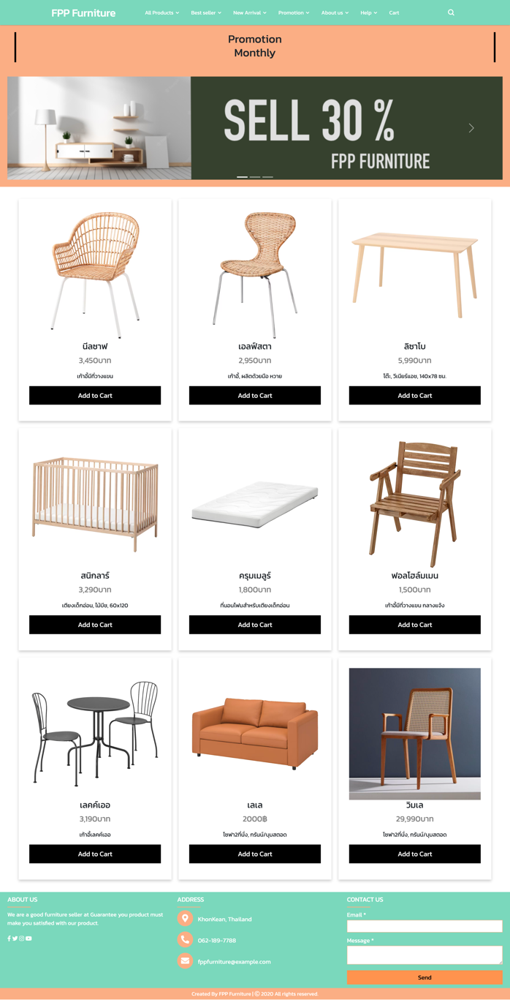 FPP Furniture
All Products
Best seller
New Arrival
Promotion
About us
Help
Cart
Promotion
Monthly
SELL 30 %
FPP FURNITURE
นีลซาฟ
3,450บาท
เก้าอี้มีที่วางแขน
Add to Cart
เอลฟ์สตา
2,950บาท
เก้าอี้, ผลิตด้วยมือ หวาย
Add to Cart
ลิซาโบ
5,990บาท
โต๊ะ, วีเนียร์แอช, 140x78 ซม.
Add to Cart
สนิกลาร์
3,290บาท
เตียงเด็กอ่อน, ไม้บีช, 60x120
Add to Cart
ครุมเมลูร์
1,800บาท
ที่นอนโฟมสำหรับเตียงเด็กอ่อน
Add to Cart
ฟอลโฮล์มเมน
1,500บาท
เก้าอี้มีที่วางแขน กลางแจ้ง
Add to Cart
เลคค์เออ
3,190บาท
เก้าอี้เลคค์เออ
Add to Cart
เลเล
2000฿
โซฟา2ที่นั่ง, กรันน์/บุมสตอด
Add to Cart
วิมเล
29,990บาท
โซฟา2ที่นั่ง, กรันน์/บุมสตอด
Add to Cart
ABOUT US
We are a good furniture seller at Guarantee you product must
make you satisfied with our product.
ADDRESS
KhonKean, Thailand
062-189-7788
fppfurniture@example.com
CONTACT US
Email *
Message *
Send
Created By FPP Furniture | © 2020 All rights reserved.